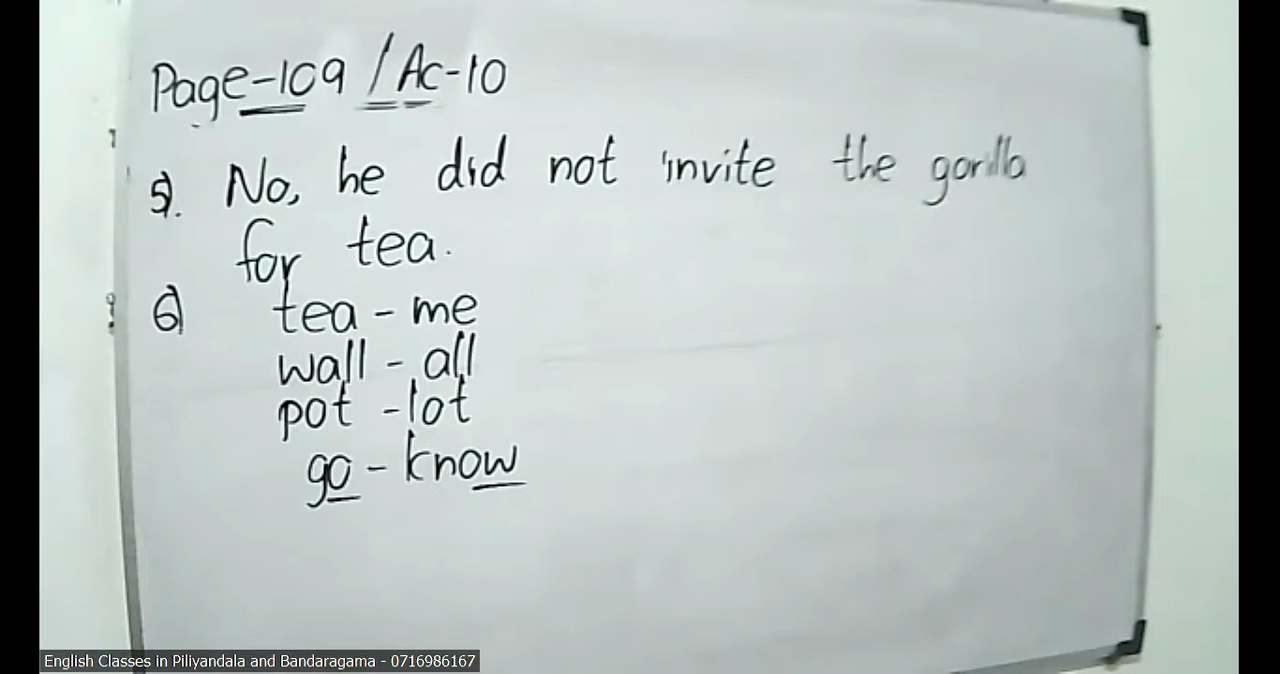 Page-109 / Ac-10
5). No, he did not invite the gorilla
for tea.
6) tea - me
wall - all
pot - lot
go - know
English Classes in Piliyandala and Bandaragama - 0716986167